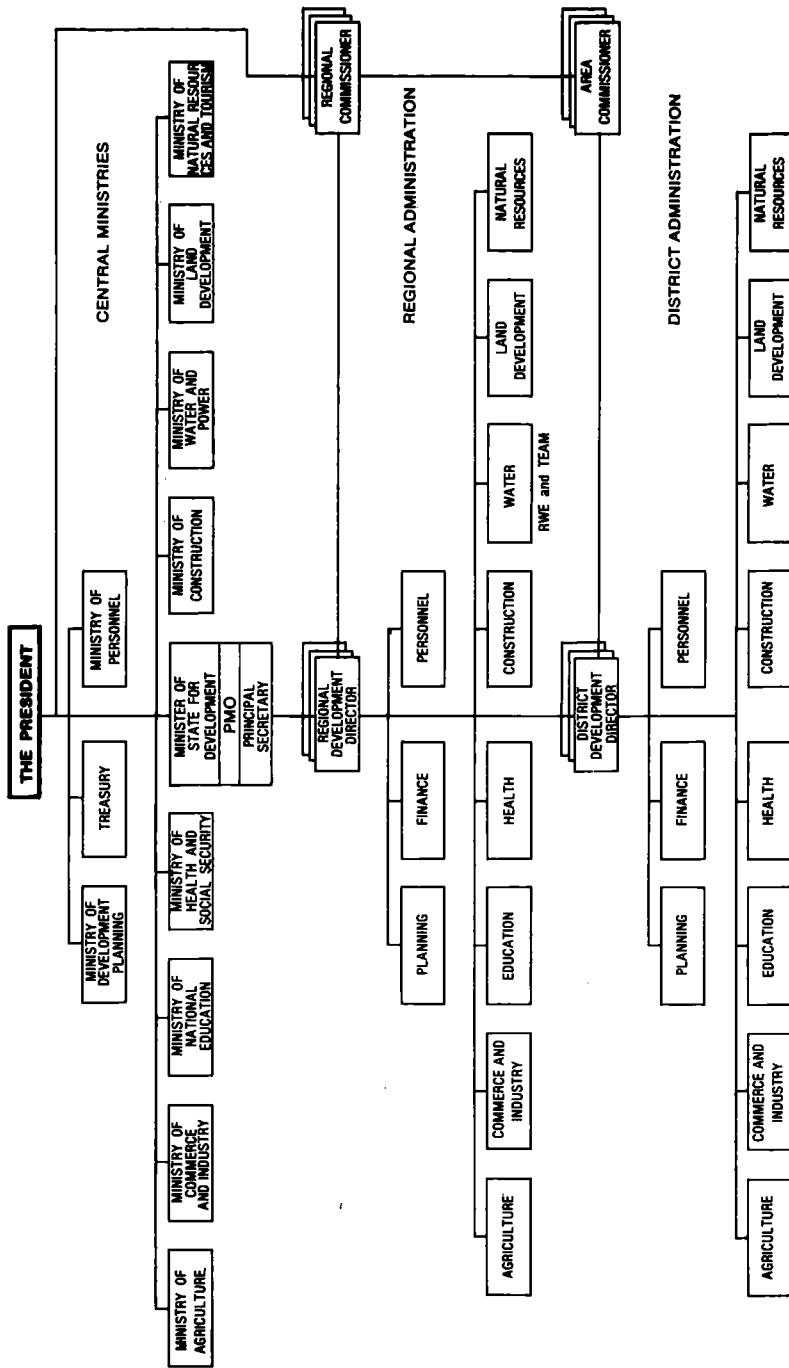 THE PRESIDENT
CENTRAL MINISTRIES
MINISTRY OF
DEVELOPMENT
PLANNING
TREASURY
MINISTRY OF
PERSONNEL
MINISTRY OF
AGRICULTURE
MINISTRY OF
COMMERCE
AND INDUSTRY
MINISTRY OF
NATIONAL
EDUCATION
MINISTRY OF
HEALTH AND
SOCIAL SECURITY
MINISTER OF
STATE FOR
DEVELOPMENT
PMO
PRINCIPAL
SECRETARY
MINISTRY OF
CONSTRUCTION
MINISTRY OF
WATER AND
POWER
MINISTRY OF
LAND
DEVELOPMENT
MINISTRY OF
NATURAL RESOUR
CES AND TOURISM
REGIONAL
DEVELOPMENT
DIRECTOR
REGIONAL
COMMISSIONER
REGIONAL ADMINISTRATION
PLANNING
FINANCE
PERSONNEL
AGRICULTURE
COMMERCE AND
INDUSTRY
EDUCATION
HEALTH
CONSTRUCTION
WATER
RWE and TEAM
LAND
DEVELOPMENT
NATURAL
RESOURCES
DISTRICT
DEVELOPMENT
DIRECTOR
AREA
COMMISSIONER
DISTRICT ADMINISTRATION
PLANNING
FINANCE
PERSONNEL
AGRICULTURE
COMMERCE AND
INDUSTRY
EDUCATION
HEALTH
CONSTRUCTION
WATER
LAND
DEVELOPMENT
NATURAL
RESOURCES